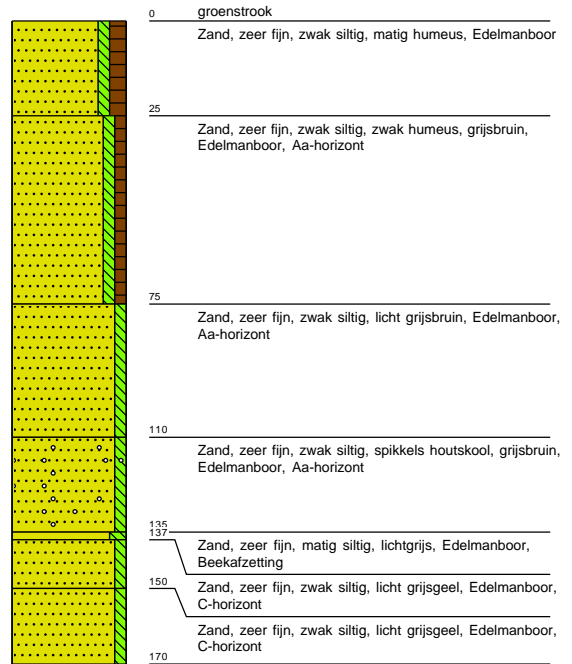 0
groenstrook
Zand, zeer fijn, zwak siltig, matig humeus, Edelmanboor
25
Zand, zeer fijn, zwak siltig, zwak humeus, grijsbruin,
Edelmanboor, Aa-horizont
75
Zand, zeer fijn, zwak siltig, licht grijsbruin, Edelmanboor,
Aa-horizont
110
Zand, zeer fijn, zwak siltig, spikkels houtskool, grijsbruin,
Edelmanboor, Aa-horizont
135
137
Zand, zeer fijn, matig siltig, lichtgrijs, Edelmanboor,
Beekafzetting
150
Zand, zeer fijn, zwak siltig, licht grijsgeel, Edelmanboor,
C-horizont
Zand, zeer fijn, zwak siltig, licht grijsgeel, Edelmanboor,
C-horizont
170